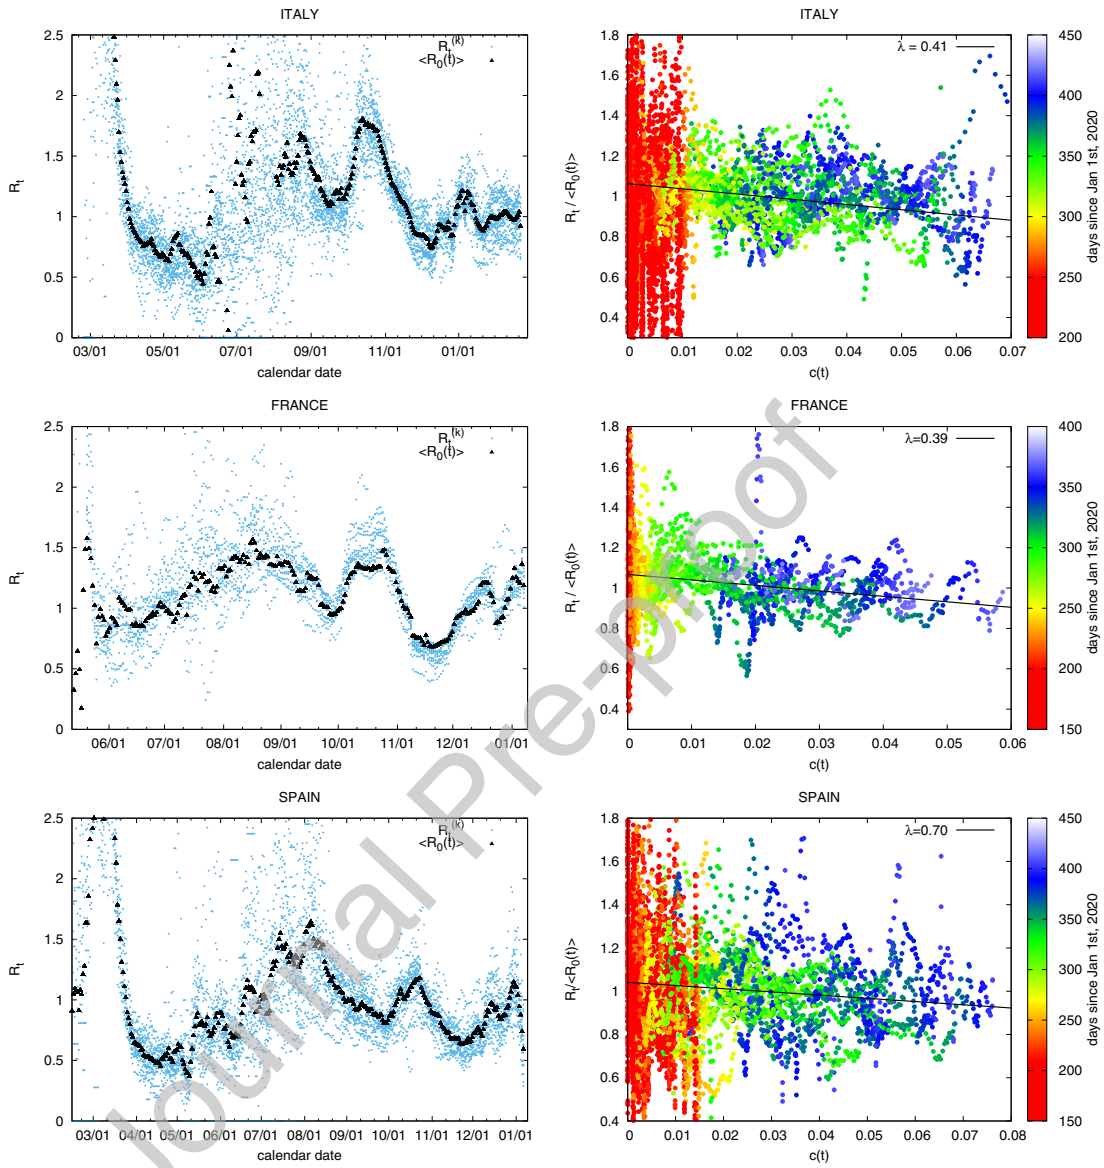 ITALY
2.5
2
1.5
1
0.5
0
R_t
R_t^(k)
<R_0(t)>
03/01 05/01 07/01 09/01 11/01 01/01
calendar date
ITALY
1.8
1.6
1.4
1.2
1
0.8
0.6
0.4
R_t / <R_0(t)>
λ = 0.41
0 0.01 0.02 0.03 0.04 0.05 0.06 0.07
c(t)
450
400
350
300
250
200
days since Jan 1st, 2020
FRANCE
2.5
2
1.5
1
0.5
0
R_t
R_t^(k)
<R_0(t)>
06/01 07/01 08/01 09/01 10/01 11/01 12/01 01/01
calendar date
FRANCE
1.8
1.6
1.4
1.2
1
0.8
0.6
0.4
R_t / <R_0(t)>
λ=0.39
0 0.01 0.02 0.03 0.04 0.05 0.06
c(t)
400
350
300
250
200
150
days since Jan 1st, 2020
SPAIN
2.5
2
1.5
1
0.5
0
R_t
R_t^(k)
<R_0(t)>
03/01 04/01 05/01 06/01 07/01 08/01 09/01 10/01 11/01 12/01 01/01
calendar date
SPAIN
1.8
1.6
1.4
1.2
1
0.8
0.6
0.4
R_t/<R_0(t)>
λ=0.70
0 0.01 0.02 0.03 0.04 0.05 0.06 0.07 0.08
c(t)
450
400
350
300
250
200
150
days since Jan 1st, 2020
Journal Pre-proof